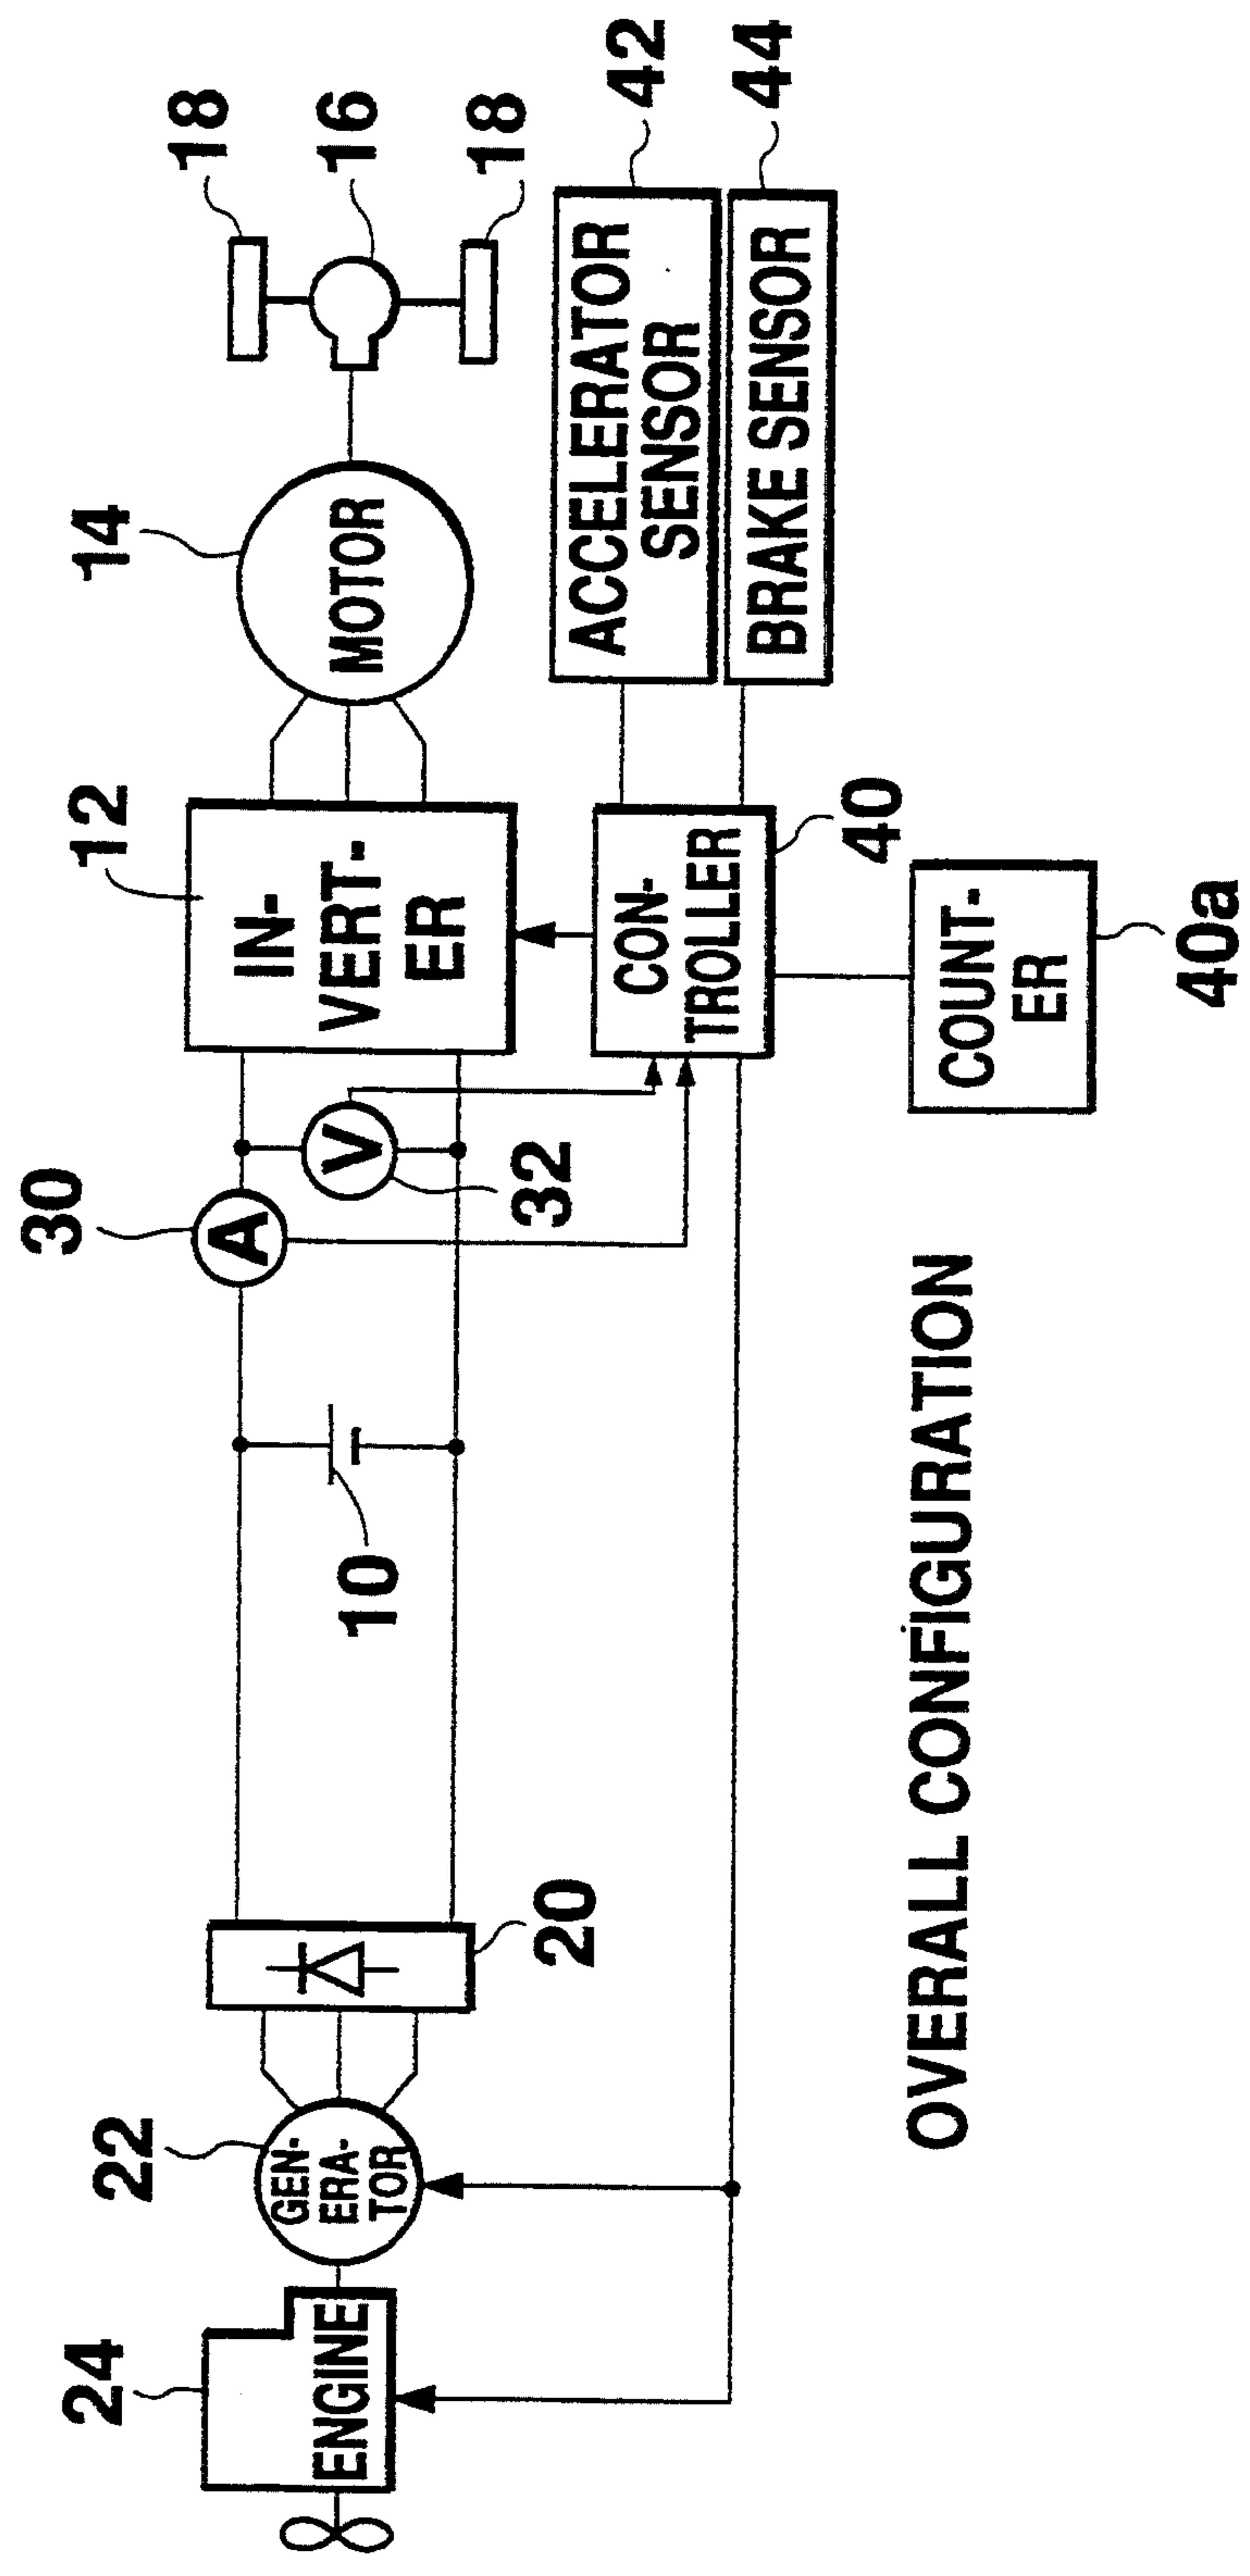 24
22
20
10
30
32
12
14
18
16
18
42
44
ENGINE
GEN-
ERA-
TOR
A
V
IN-
VERT-
ER
MOTOR
CON-
TROLLER
40
ACCELERATOR
SENSOR
BRAKE SENSOR
COUNT-
ER
40a
OVERALL CONFIGURATION